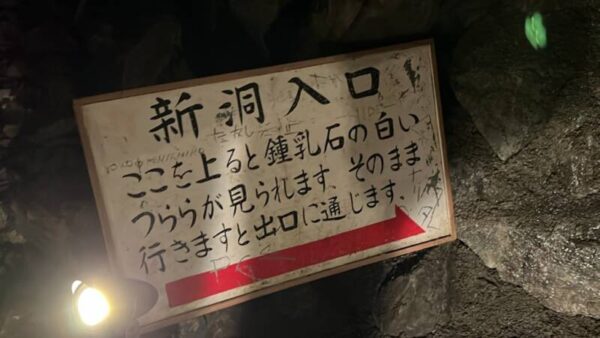 新洞入口
ここを上ると鍾乳石の白い
つららが見られます、そのまま
行きますと出口に通じます、